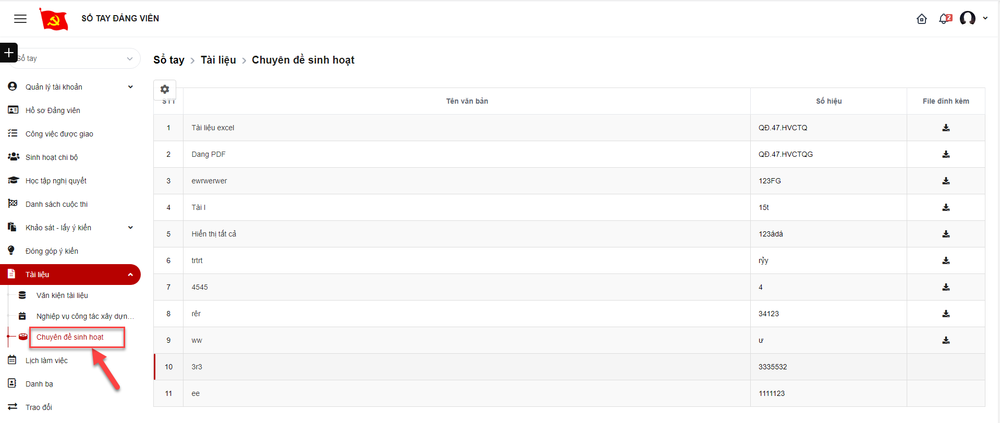 SỔ TAY ĐẢNG VIÊN
2
Sổ tay
Sổ tay > Tài liệu > Chuyên đề sinh hoạt
Quản lý tài khoản
Hồ sơ Đảng viên
Công việc được giao
Sinh hoạt chi bộ
Học tập nghị quyết
Danh sách cuộc thi
Khảo sát - lấy ý kiến
Đóng góp ý kiến
Tài liệu
Văn kiện tài liệu
Nghiệp vụ công tác xây dựn...
Chuyên đề sinh hoạt
Lịch làm việc
Danh bạ
Trao đổi
STT Tên văn bản Số hiệu File đính kèm
1 Tài liệu excel QĐ.47.HVCTQ
2 Dang PDF QĐ.47.HVCTQG
3 ewrwerwer 123FG
4 Tài l 15t
5 Hiển thị tất cả 123ádá
6 trtrt rỷy
7 4545 4
8 rêr 34123
9 ww ư
10 3r3 3335532
11 ee 1111123